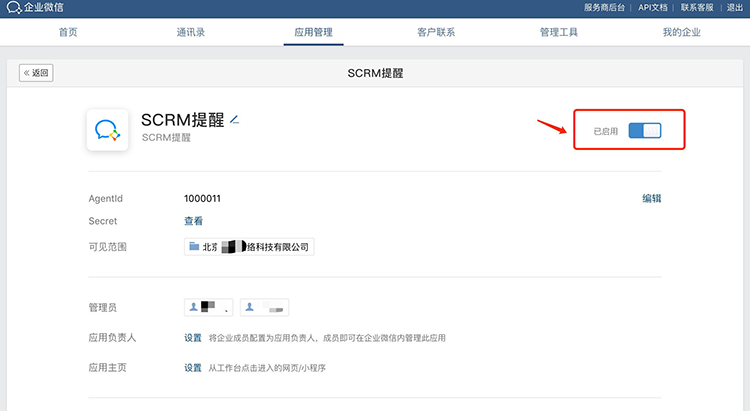 企业微信
服务商后台 | API文档 | 联系客服 | 退出
首页 通讯录 应用管理 客户联系 管理工具 我的企业
« 返回 SCRM提醒
SCRM提醒
SCRM提醒
已启用
AgentId 1000011 编辑
Secret 查看
可见范围 北京 络科技有限公司
管理员
应用负责人 设置 将企业成员配置为应用负责人，成员即可在企业微信内管理此应用
应用主页 设置 从工作台点击进入的网页/小程序